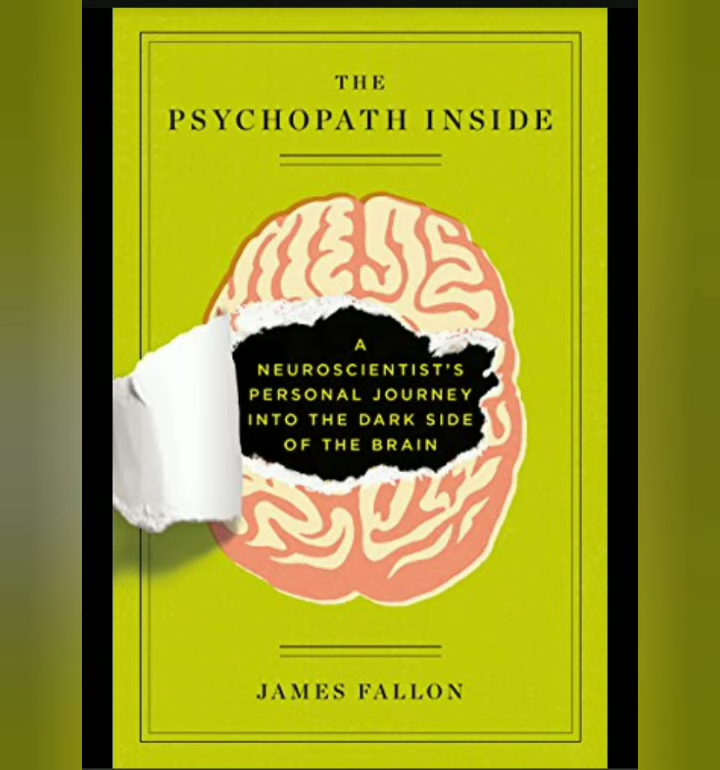 THE
PSYCHOPATH INSIDE
A
NEUROSCIENTIST'S
PERSONAL JOURNEY
INTO THE DARK SIDE
OF THE BRAIN
JAMES FALLON